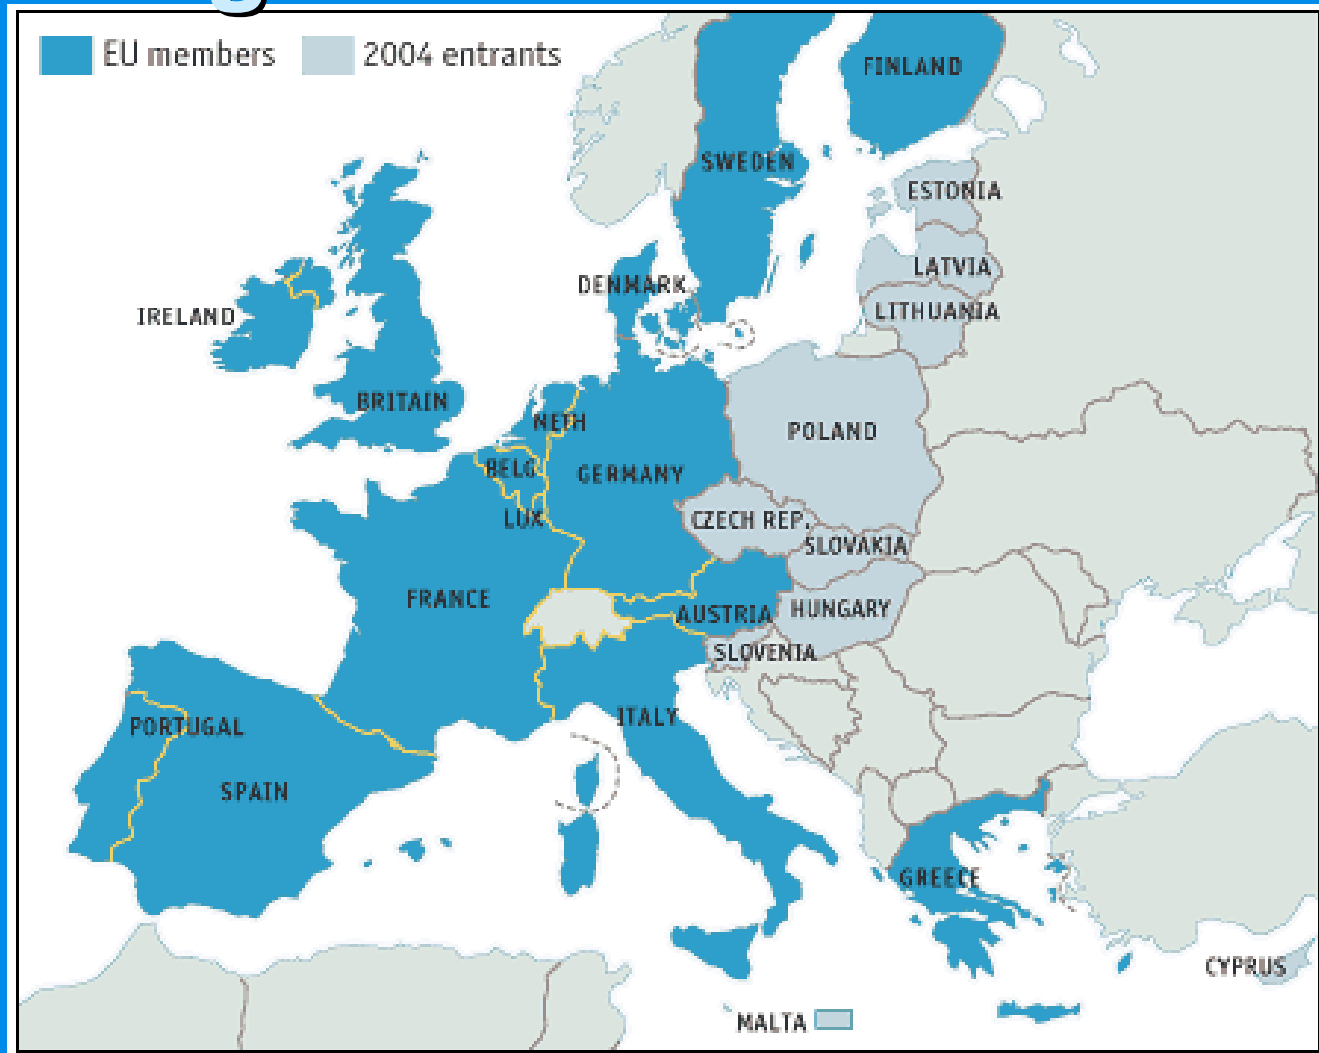 EU members
2004 entrants
FINLAND
SWEDEN
ESTONIA
LATVIA
DENMARK
LITHUANIA
IRELAND
BRITAIN
NETH
POLAND
BELG
GERMANY
LUX
CZECH REP.
SLOVAKIA
FRANCE
AUSTRIA
HUNGARY
SLOVENIA
ITALY
PORTUGAL
SPAIN
GREECE
CYPRUS
MALTA